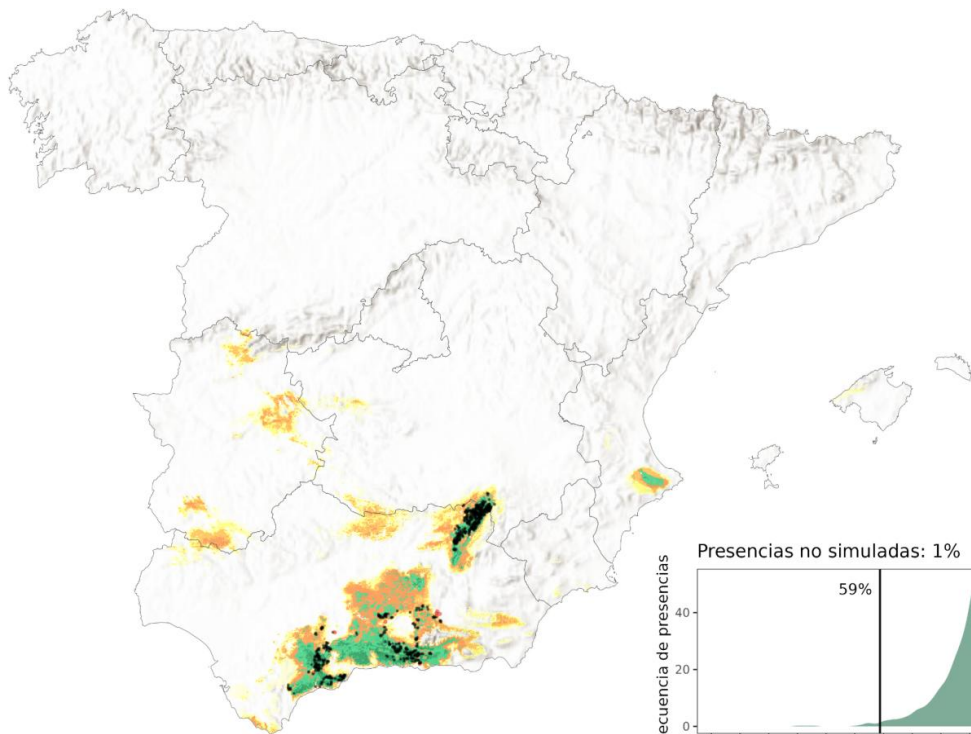 Presencias no simuladas: 1%
59%
ecuencia de presencias
40
20
0